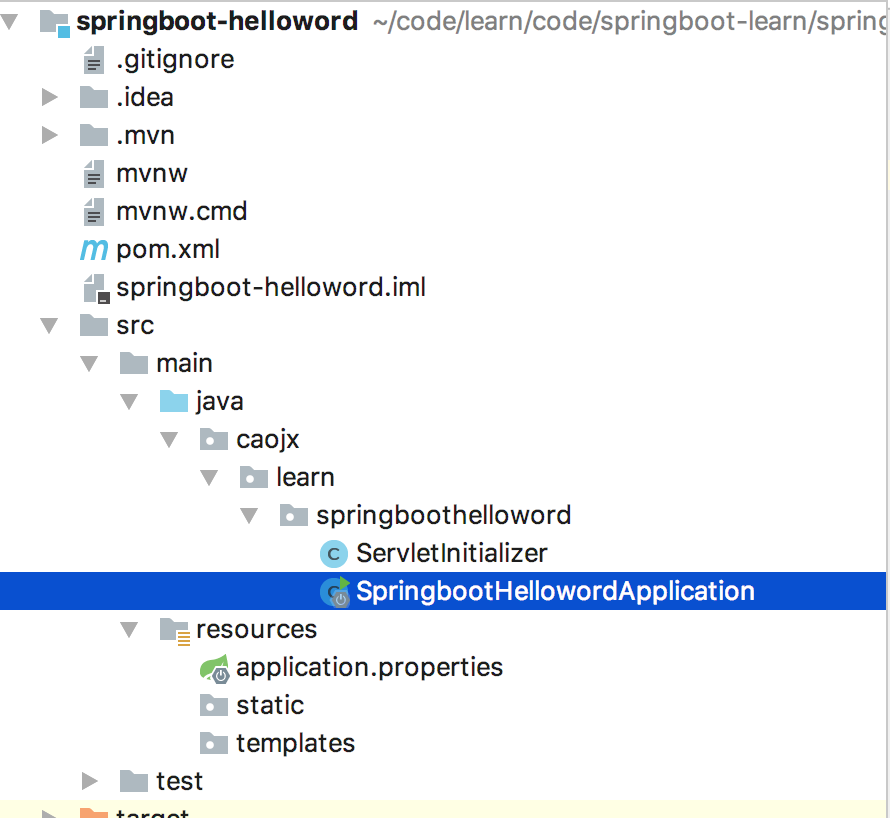 springboot-helloword ~/code/learn/code/springboot-learn/spring
.gitignore
.idea
.mvn
mvnw
mvnw.cmd
pom.xml
springboot-helloword.iml
src
main
java
caojx
learn
springboothelloword
ServletInitializer
SpringbootHellowordApplication
resources
application.properties
static
templates
test
target